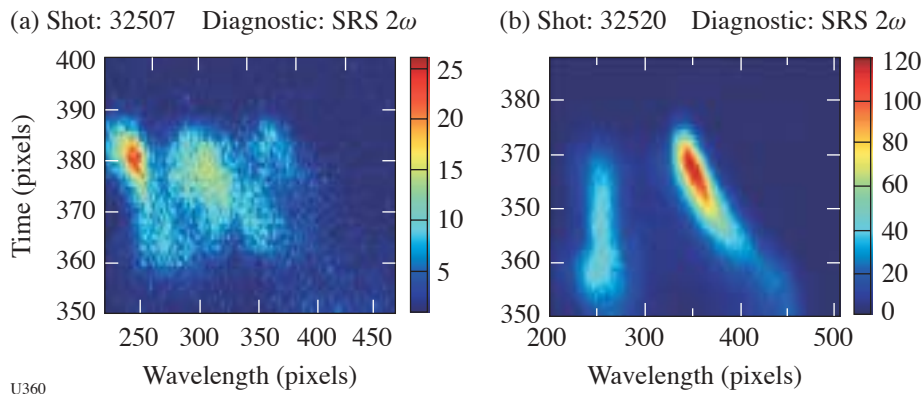 (a) Shot: 32507 Diagnostic: SRS 2ω
(b) Shot: 32520 Diagnostic: SRS 2ω
Time (pixels)
400
390
380
370
360
350
250 300 350 400 450
Wavelength (pixels)
25
20
15
10
5
380
370
350
360
350
200 300 400 500
Wavelength (pixels)
120
100
80
60
40
20
0
U360